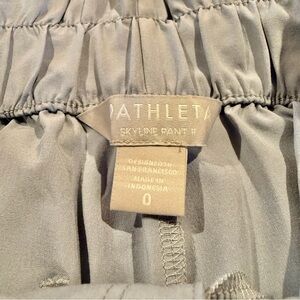 ATHLETA
SKYLINE PANT II
DESIGNED IN
SAN FRANCISCO
MADE IN
INDONESIA
0